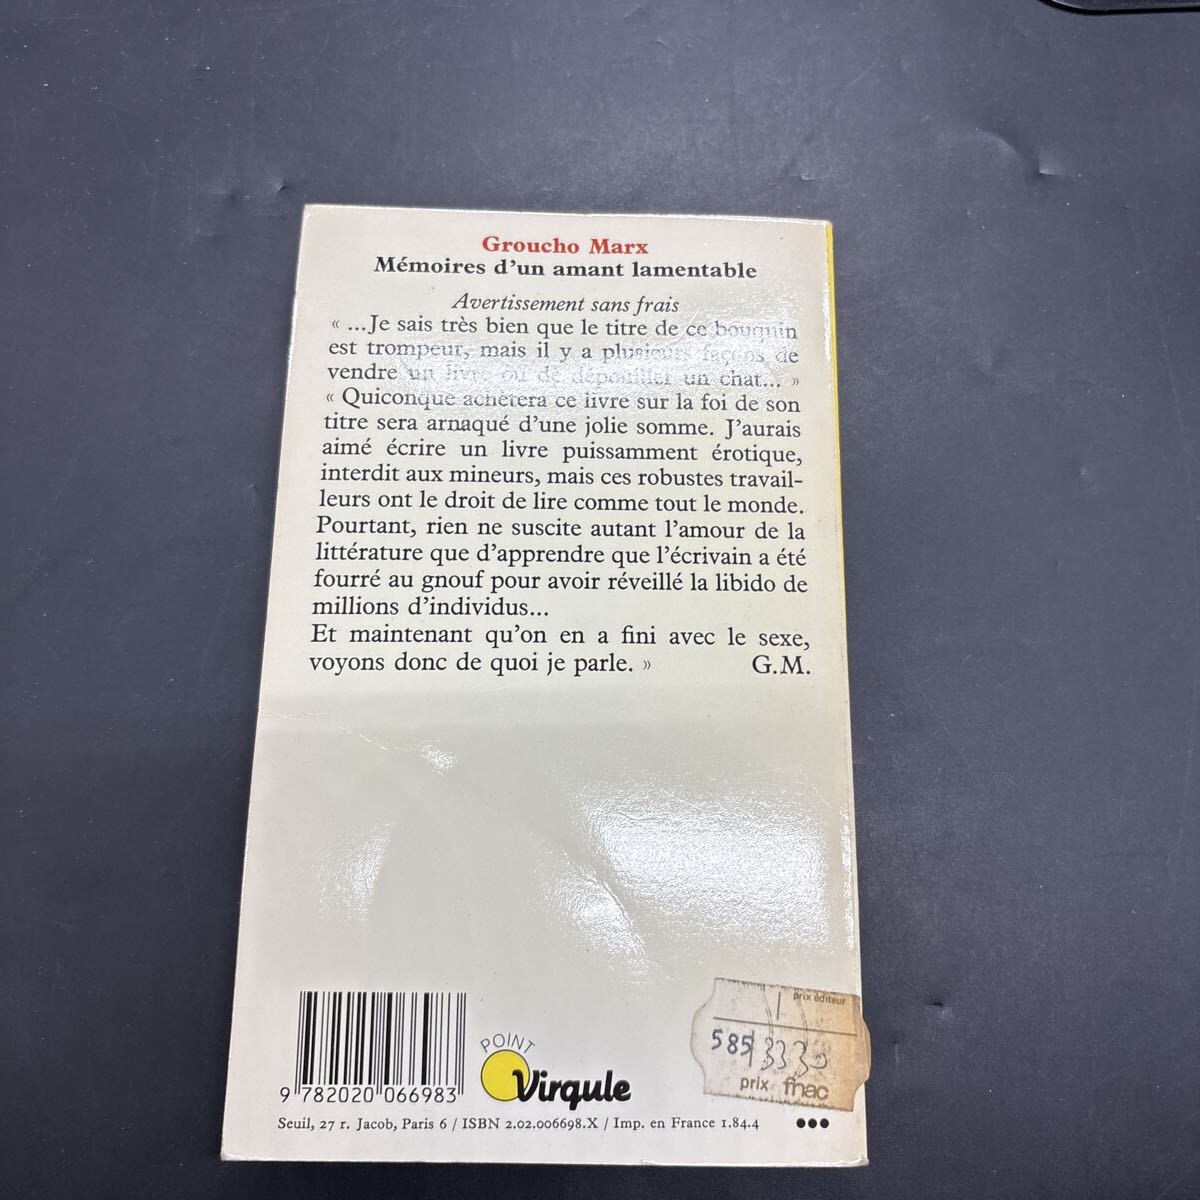 Groucho Marx
Mémoires d'un amant lamentable
Avertissement sans frais
« ...Je sais très bien que le titre de ce bouquin
est trompeur, mais il y a plusieurs façons de
vendre un livre ou de dépouiller un chat... »
« Quiconque achètera ce livre sur la foi de son
titre sera arnaqué d'une jolie somme. J'aurais
aimé écrire un livre puissamment érotique,
interdit aux mineurs, mais ces robustes travail-
leurs ont le droit de lire comme tout le monde.
Pourtant, rien ne suscite autant l'amour de la
littérature que d'apprendre que l'écrivain a été
fourré au gnouf pour avoir réveillé la libido de
millions d'individus...
Et maintenant qu'on en a fini avec le sexe,
voyons donc de quoi je parle. » G.M.
prix éditeur
585
prix fnac
POINT
Virgule
9 782020 066983
Seuil, 27 r. Jacob, Paris 6 / ISBN 2.02.006698.X / Imp. en France 1.84.4 •••